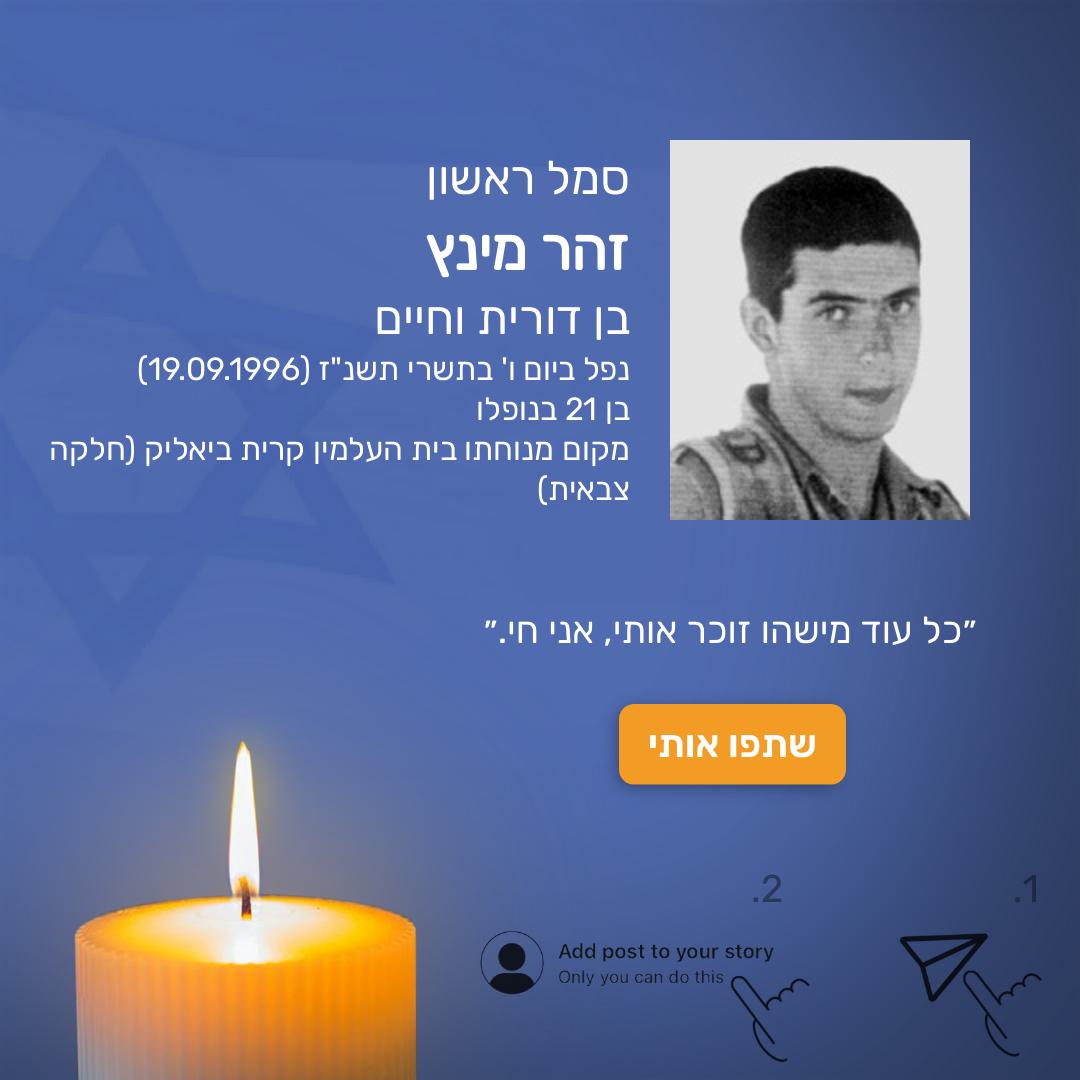 סמל ראשון
זהר מינץ
בן דורית וחיים
נפל ביום ו' בתשרי תשנ"ז (19.09.1996)
בן 21 בנופלו
מקום מנוחתו בית העלמין קרית ביאליק (חלקה
צבאית)
״כל עוד מישהו זוכר אותי, אני חי.״
שתפו אותי
.1
.2
Add post to your story
Only you can do this